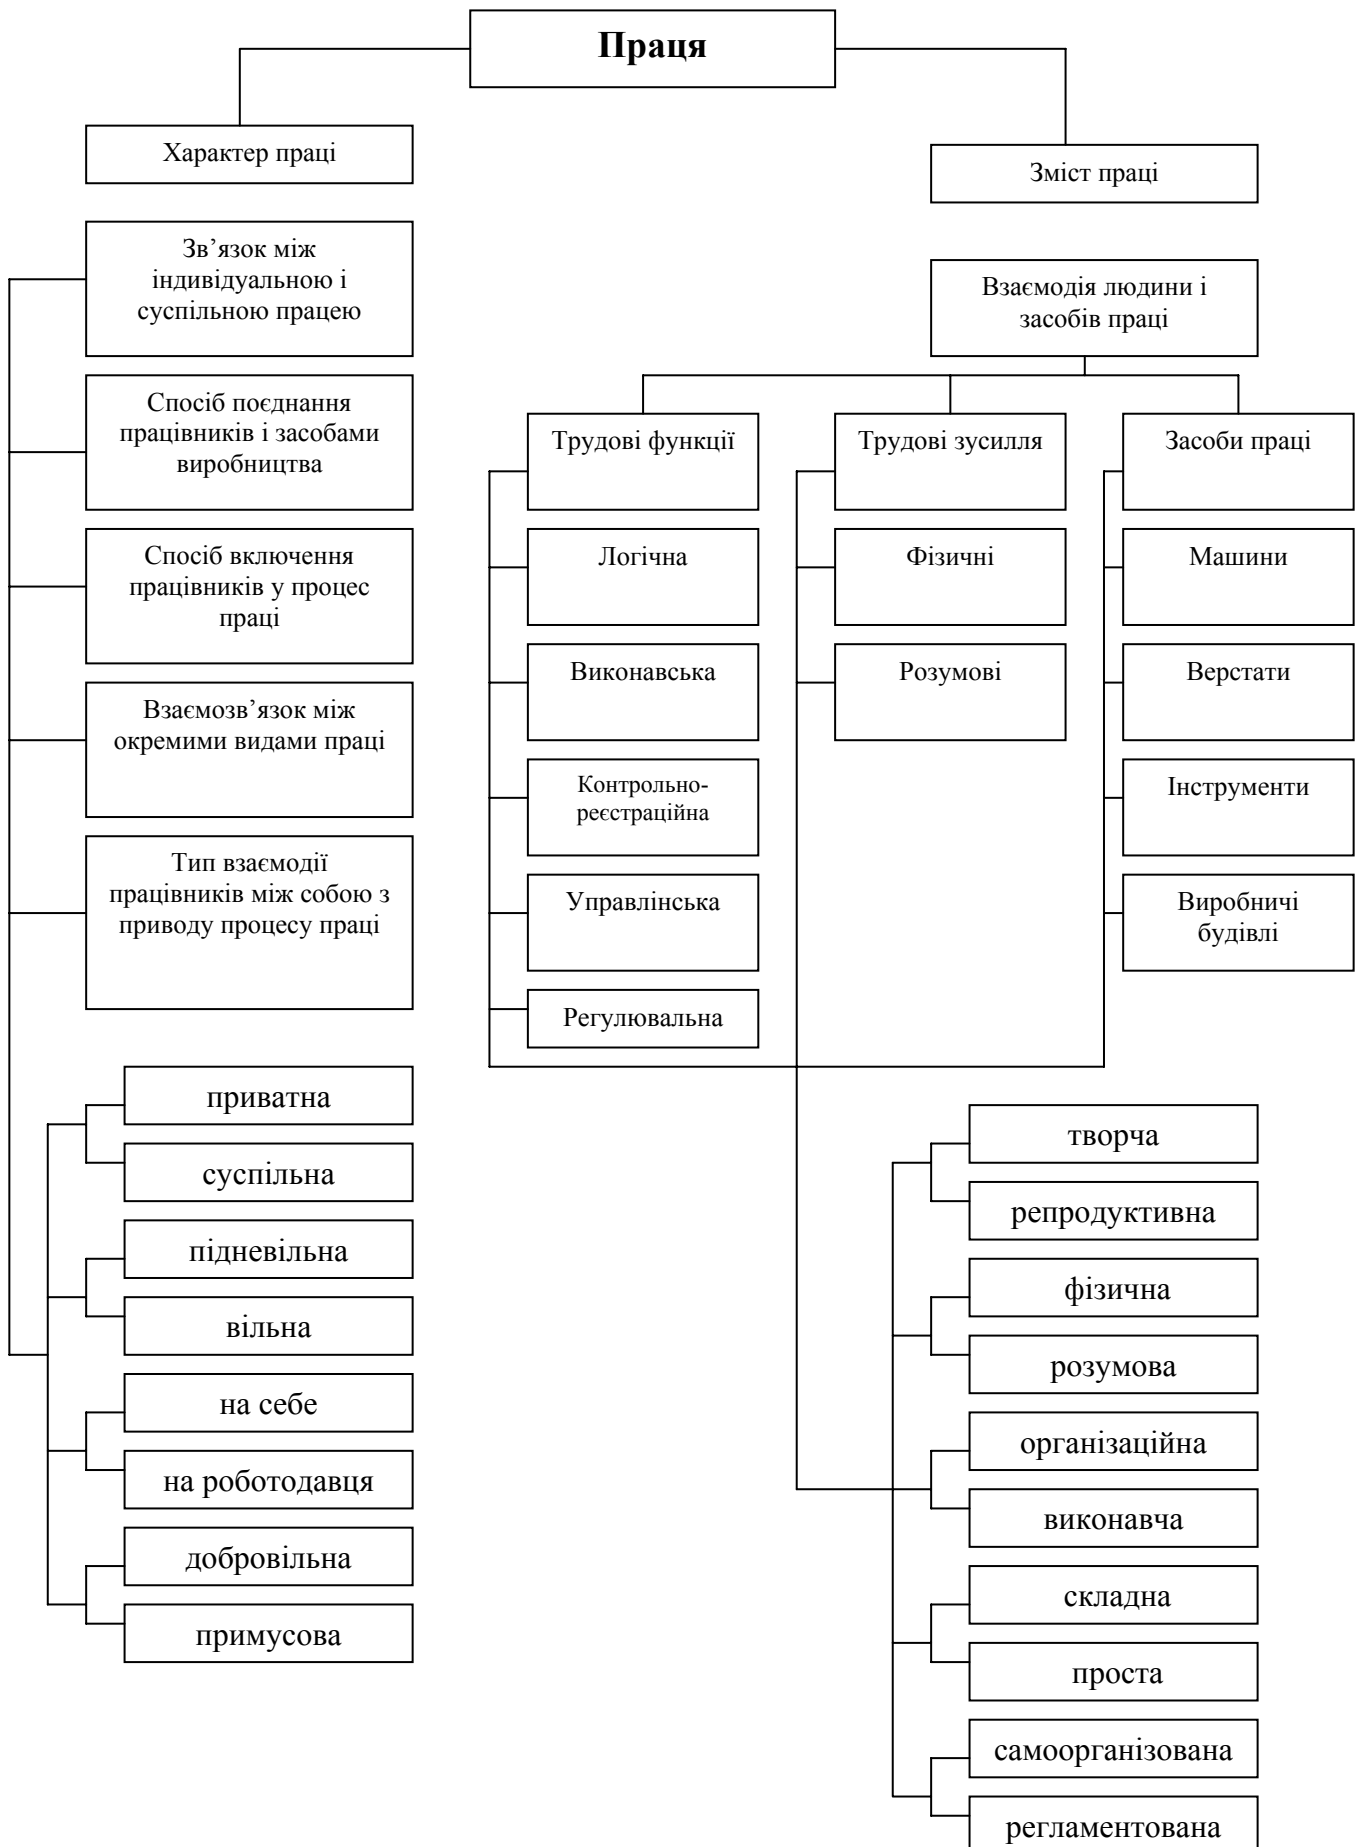 Праця
Характер праці
Зміст праці
Зв’язок між
індивідуальною і
суспільною працею
Спосіб поєднання
працівників і засобами
виробництва
Спосіб включення
працівників у процес
праці
Взаємозв’язок між
окремими видами праці
Тип взаємодії
працівників між собою з
приводу процесу праці
приватна
суспільна
підневільна
вільна
на себе
на роботодавця
добровільна
примусова
Взаємодія людини і
засобів праці
Трудові функції
Логічна
Виконавська
Контрольно-
реєстраційна
Управлінська
Регулювальна
Трудові зусилля
Фізичні
Розумові
Засоби праці
Машини
Верстати
Інструменти
Виробничі
будівлі
творча
репродуктивна
фізична
розумова
організаційна
виконавча
складна
проста
самоорганізована
регламентована